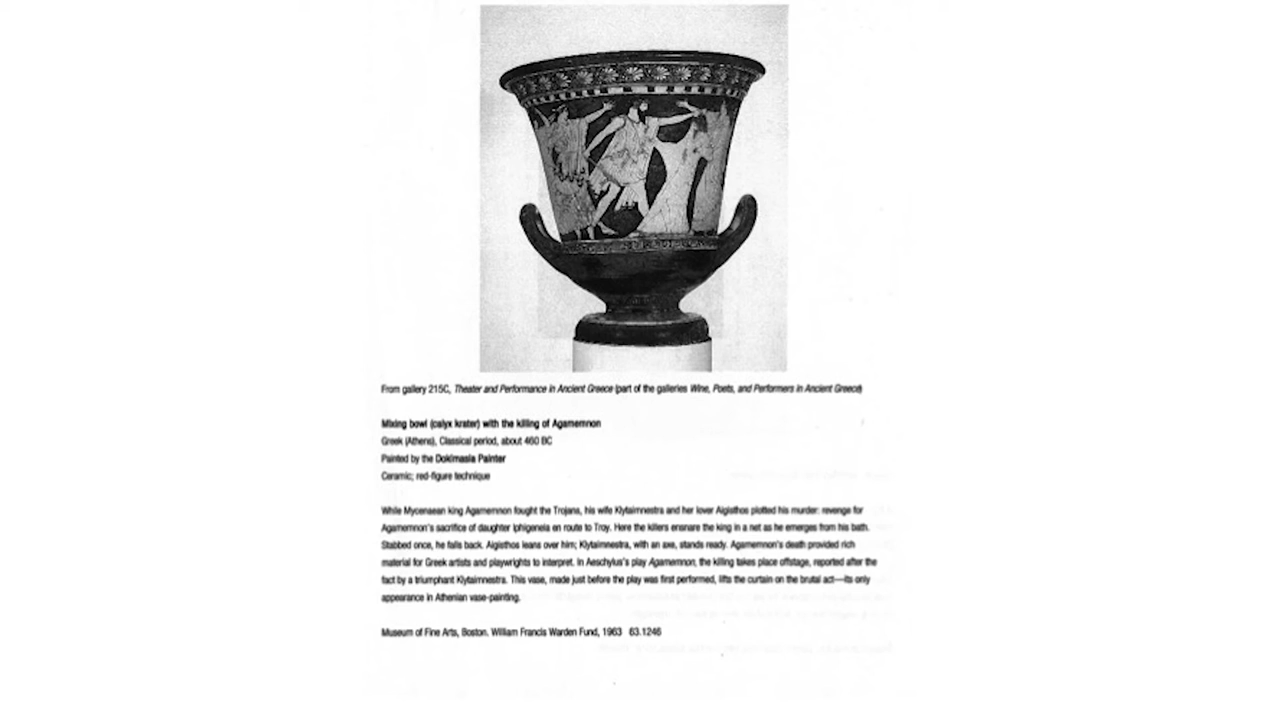 From gallery 215C, Theater and Performance in Ancient Greece (part of the galleries Wine, Poets, and Performers in Ancient Greece)
Mixing bowl (calyx krater) with the killing of Agamemnon
Greek (Athens), Classical period, about 460 BC
Painted by the Dokimasia Painter
Ceramic; red-figure technique
While Mycenaean king Agamemnon fought the Trojans, his wife Klytaimnestra and her lover Aigisthos plotted his murder: revenge for
Agamemnon's sacrifice of daughter Iphigeneia en route to Troy. Here the killers ensnare the king in a net as he emerges from his bath.
Stabbed once, he falls back. Aigisthos leans over him; Klytaimnestra, with an axe, stands ready. Agamemnon's death provided rich
material for Greek artists and playwrights to interpret. In Aeschylus's play Agamemnon, the killing takes place offstage, reported after the
fact by a triumphant Klytaimnestra. This vase, made just before the play was first performed, lifts the curtain on the brutal act—its only
appearance in Athenian vase-painting.
Museum of Fine Arts, Boston. William Francis Warden Fund, 1963 63.1246